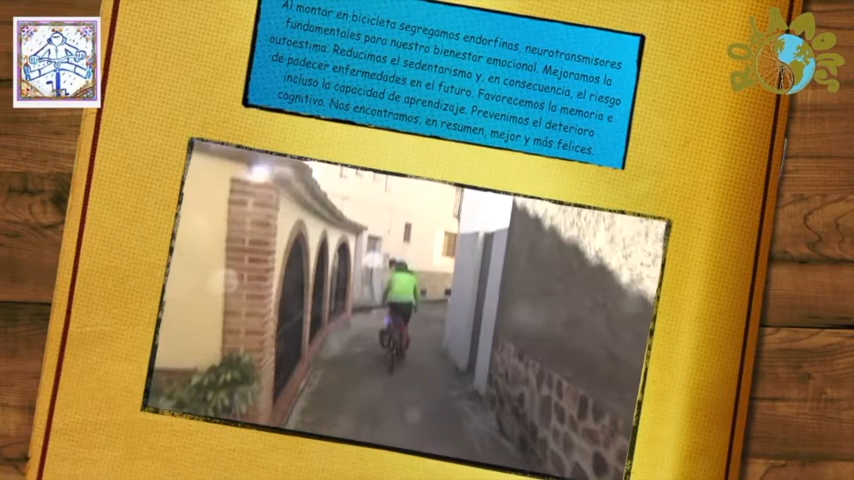 Al montar en bicicleta segregamos endorfinas, neurotransmisores
fundamentales para nuestro bienestar emocional. Mejoramos la
autoestima. Reducimos el sedentarismo y, en consecuencia, el riesgo
de padecer enfermedades en el futuro. Favorecemos la memoria e
incluso la capacidad de aprendizaje. Prevenimos el deterioro
cognitivo. Nos encontramos, en resumen, mejor y más felices.